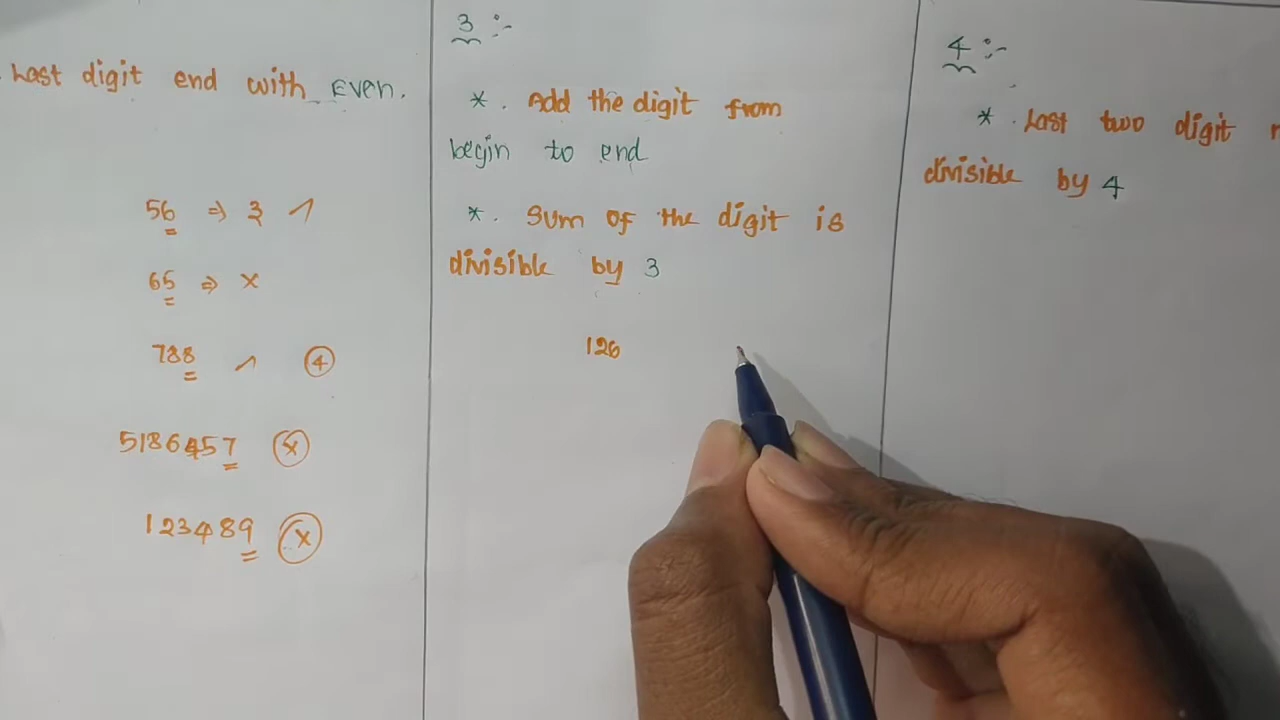 Last digit end with Even.
56 ⇒ 3
65 ⇒ ×
788 4
5186457 ×
123489 ×
3 :-
* . Add the digit from
begin to end
* . Sum of the digit is
divisible by 3
126
4 :-
* . Last two digit
divisible by 4